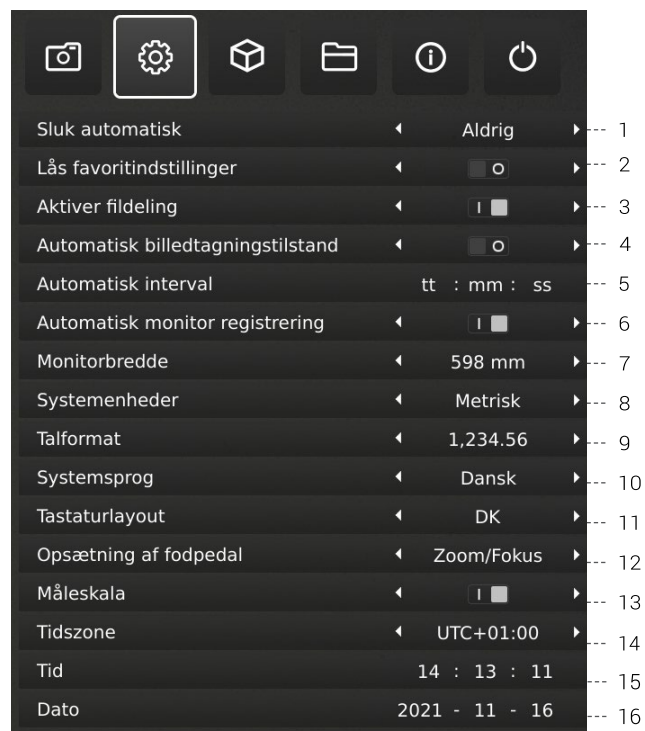 Sluk automatisk Aldrig 1
Lås favoritindstillinger O 2
Aktiver fildeling I 3
Automatisk billedtagningstilstand O 4
Automatisk interval tt : mm : ss 5
Automatisk monitor registrering I 6
Monitorbredde 598 mm 7
Systemenheder Metrisk 8
Talformat 1,234.56 9
Systemsprog Dansk 10
Tastaturlayout DK 11
Opsætning af fodpedal Zoom/Fokus 12
Måleskala I 13
Tidszone UTC+01:00 14
Tid 14 : 13 : 11 15
Dato 2021 - 11 - 16 16